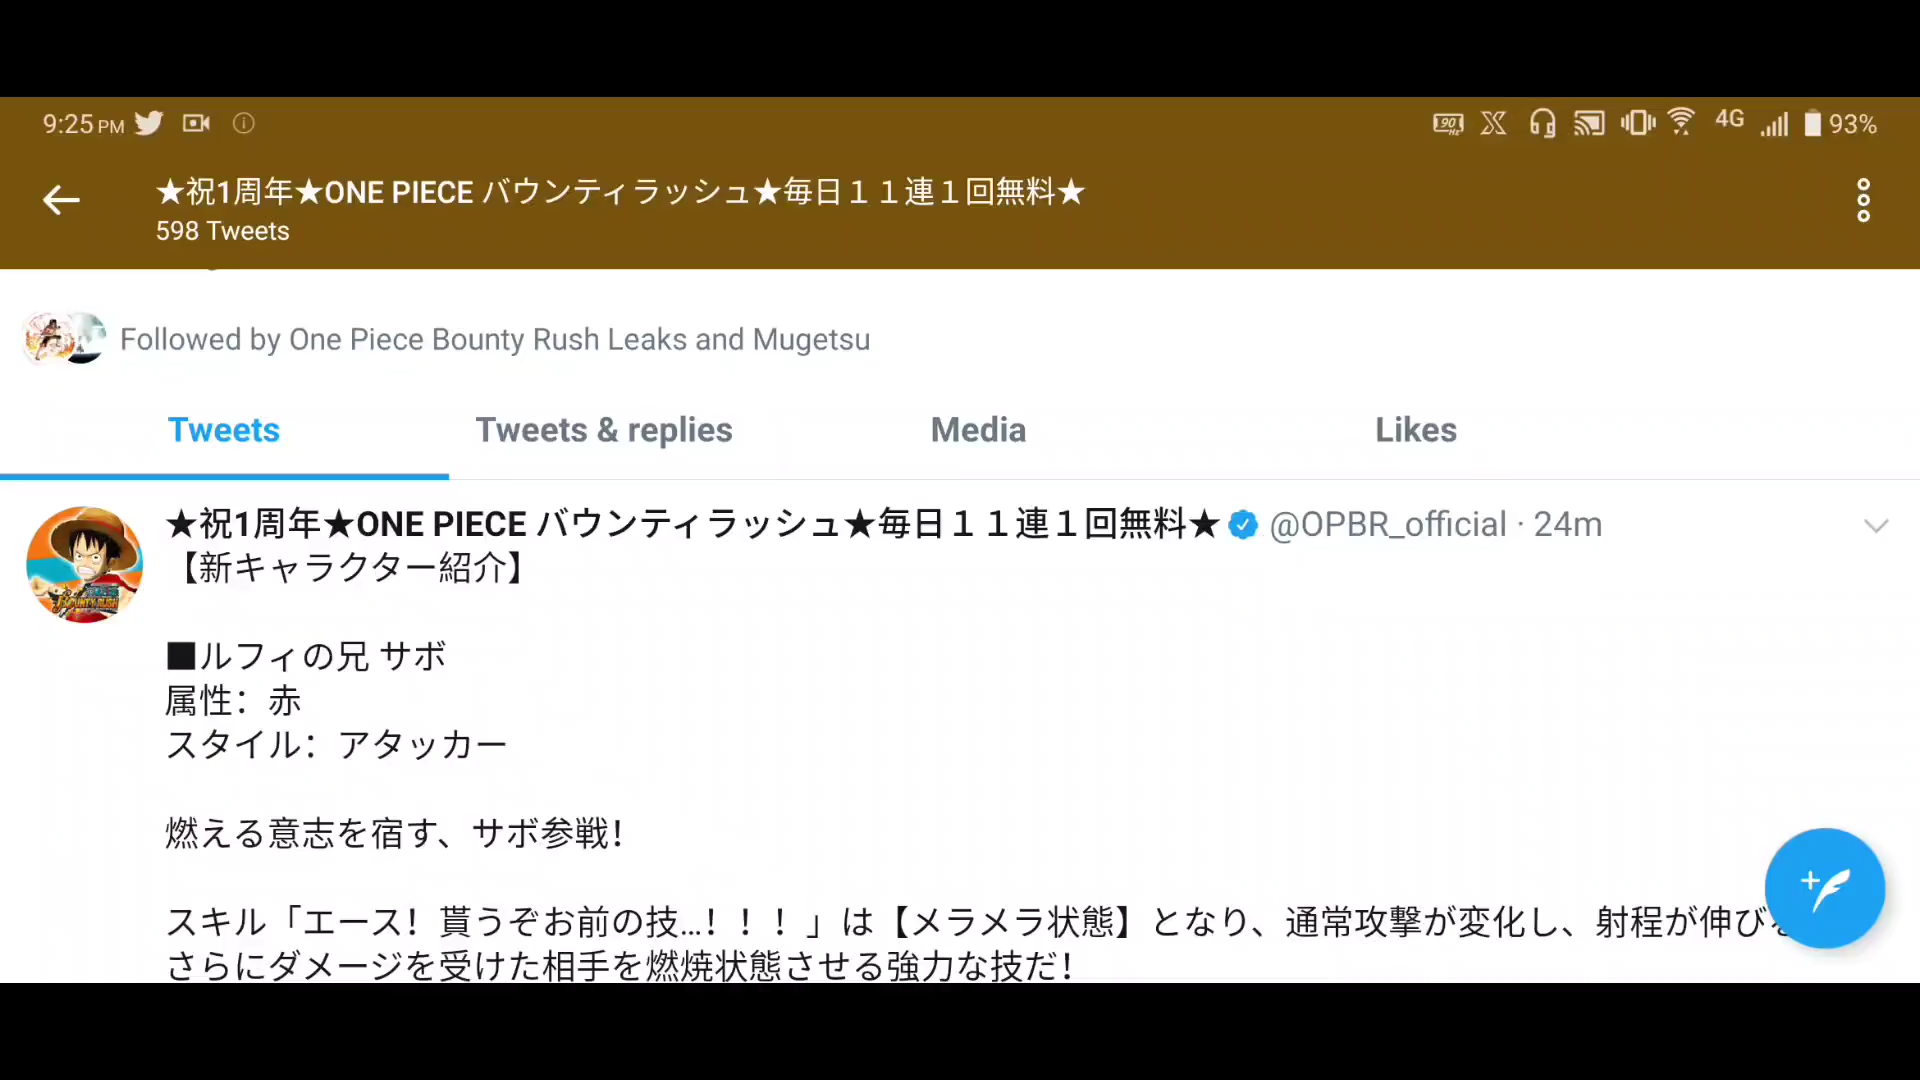 9:25 PM
90 Hz
4G
93%
★祝1周年★ONE PIECE バウンティラッシュ★毎日１１連１回無料★
598 Tweets
Followed by One Piece Bounty Rush Leaks and Mugetsu
Tweets Tweets & replies Media Likes
★祝1周年★ONE PIECE バウンティラッシュ★毎日１１連１回無料★ @OPBR_official · 24m
【新キャラクター紹介】
BOUNTY RUSH
■ルフィの兄 サボ
属性：赤
スタイル：アタッカー
燃える意志を宿す、サボ参戦！
スキル「エース！貰うぞお前の技…！！！」は【メラメラ状態】となり、通常攻撃が変化し、射程が伸び
さらにダメージを受けた相手を燃焼状態させる強力な技だ！